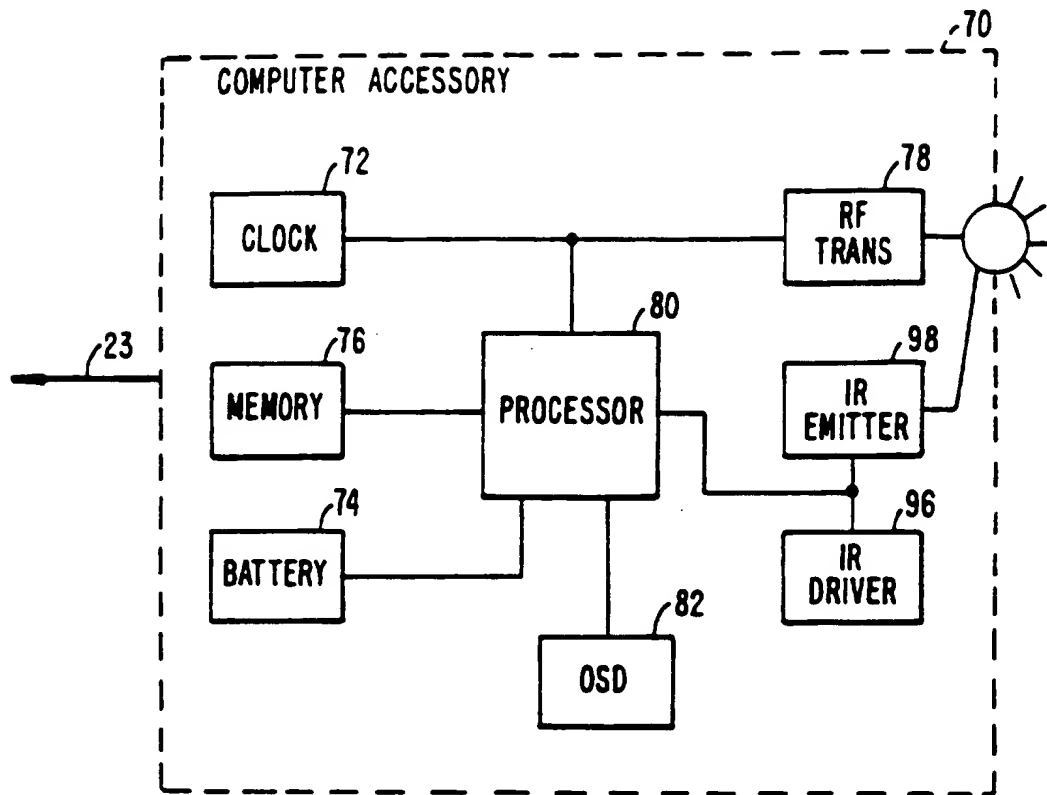 70
COMPUTER ACCESSORY
72
CLOCK
78
RF
TRANS
80
PROCESSOR
23
76
MEMORY
98
IR
EMITTER
74
BATTERY
96
IR
DRIVER
82
OSD